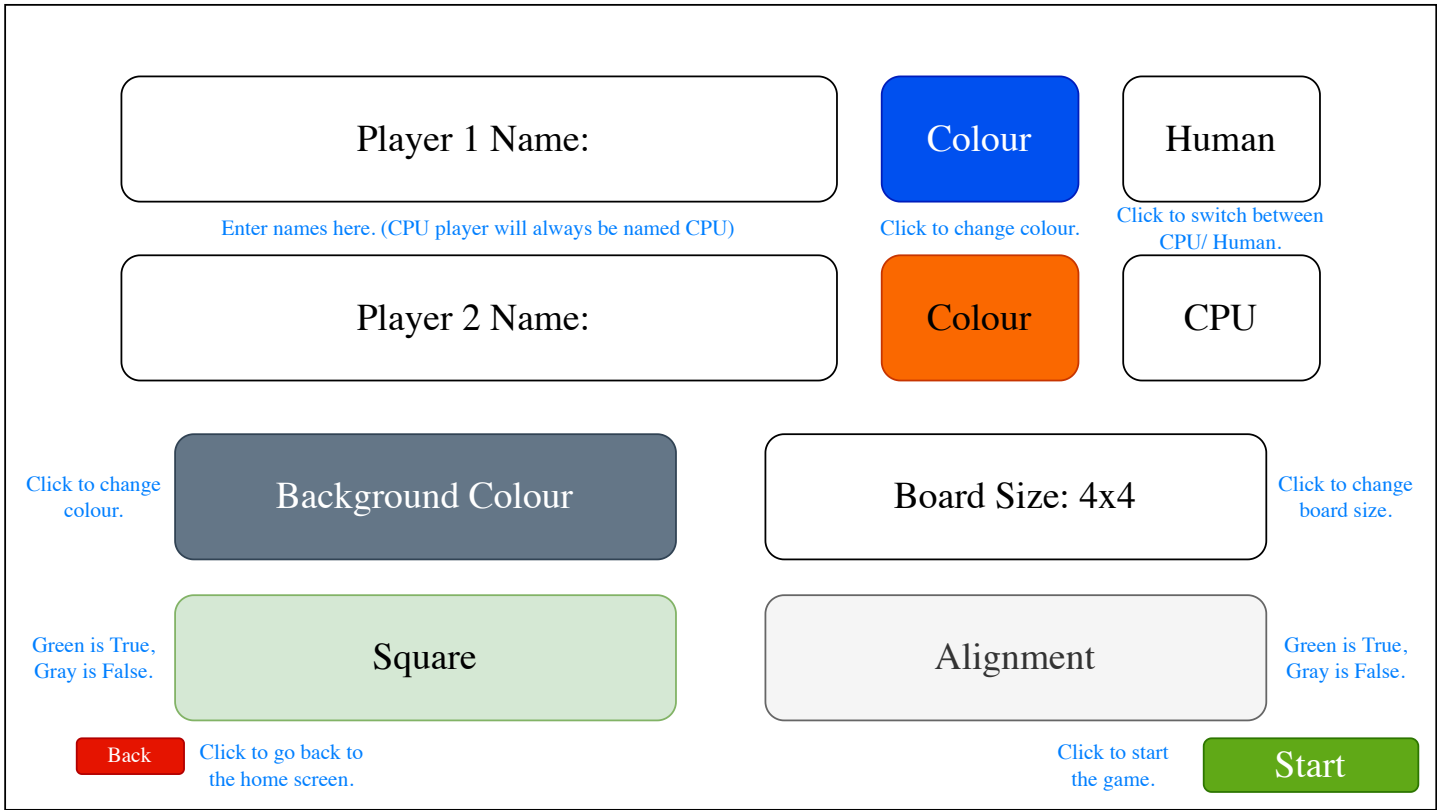 Player 1 Name:
Colour
Human
Enter names here. (CPU player will always be named CPU)
Click to change colour.
Click to switch between
CPU/ Human.
Player 2 Name:
Colour
CPU
Click to change
colour.
Background Colour
Board Size: 4x4
Click to change
board size.
Green is True,
Gray is False.
Square
Alignment
Green is True,
Gray is False.
Back
Click to go back to
the home screen.
Click to start
the game.
Start